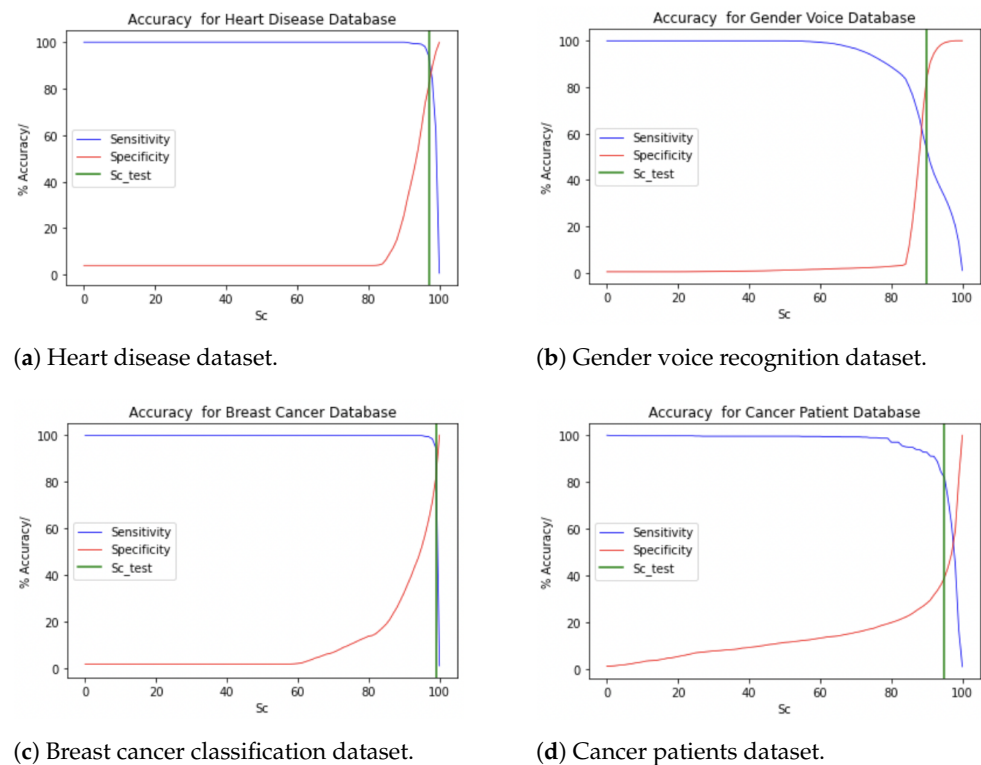 Accuracy  for Heart Disease Database
% Accuracy/
100
80
60
40
20
0
Sensitivity
Specificity
Sc_test
0 20 40 60 80 100
Sc
(a) Heart disease dataset.
Accuracy  for Gender Voice Database
% Accuracy/
100
80
60
40
20
0
Sensitivity
Specificity
Sc_test
0 20 40 60 80 100
Sc
(b) Gender voice recognition dataset.
Accuracy  for Breast Cancer Database
% Accuracy/
100
80
60
40
20
0
Sensitivity
Specificity
Sc_test
0 20 40 60 80 100
Sc
(c) Breast cancer classification dataset.
Accuracy  for Cancer Patient Database
% Accuracy/
100
80
60
40
20
0
Sensitivity
Specificity
Sc_test
0 20 40 60 80 100
Sc
(d) Cancer patients dataset.